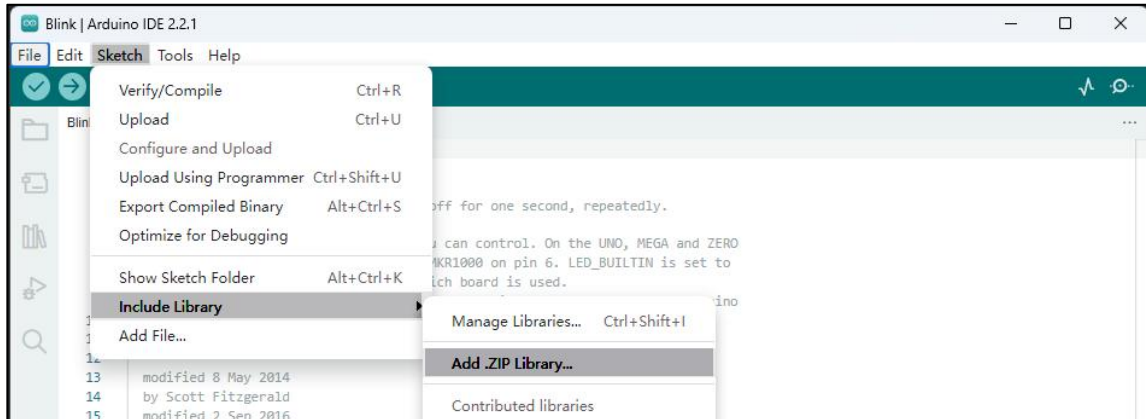 Blink | Arduino IDE 2.2.1
File Edit Sketch Tools Help
Verify/Compile Ctrl+R
Upload Ctrl+U
Configure and Upload
Upload Using Programmer Ctrl+Shift+U
Export Compiled Binary Alt+Ctrl+S
Optimize for Debugging
Show Sketch Folder Alt+Ctrl+K
Include Library
Add File...
Manage Libraries... Ctrl+Shift+I
Add .ZIP Library...
Contributed libraries
off for one second, repeatedly.
can control. On the UNO, MEGA and ZERO
MKR1000 on pin 6. LED_BUILTIN is set to
board is used.
12
13 modified 8 May 2014
14 by Scott Fitzgerald
15 modified 2 Sep 2016